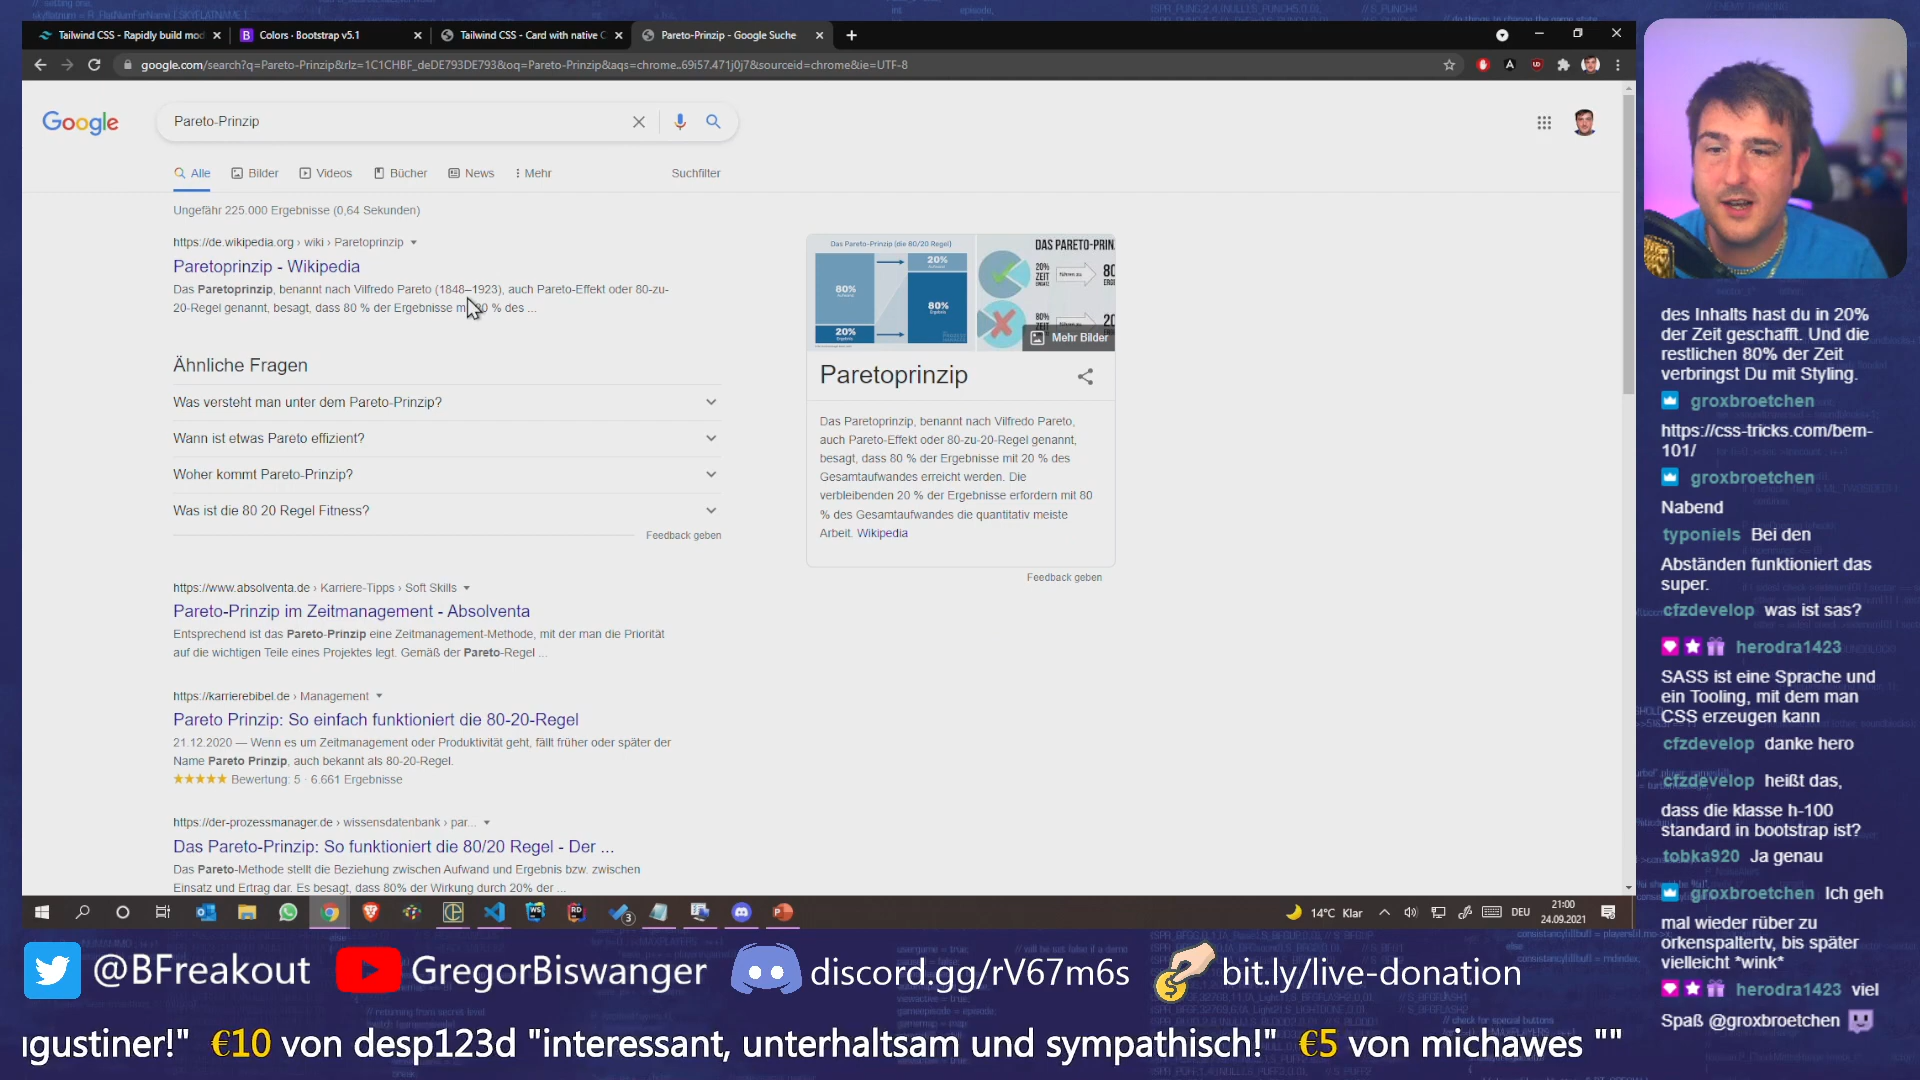 Tailwind CSS - Rapidly build mod
Colors · Bootstrap v5.1
Tailwind CSS - Card with native C
Pareto-Prinzip - Google Suche
google.com/search?q=Pareto-Prinzip&rlz=1C1CHBF_deDE793DE793&oq=Pareto-Prinzip&aqs=chrome..69i57.471j0j7&sourceid=chrome&ie=UTF-8
Google
Pareto-Prinzip
Alle
Bilder
Videos
Bücher
News
Mehr
Suchfilter
Ungefähr 225.000 Ergebnisse (0,64 Sekunden)
https://de.wikipedia.org › wiki › Paretoprinzip
Paretoprinzip - Wikipedia
Das Paretoprinzip, benannt nach Vilfredo Pareto (1848–1923), auch Pareto-Effekt oder 80-zu-
20-Regel genannt, besagt, dass 80 % der Ergebnisse % des ...
Ähnliche Fragen
Was versteht man unter dem Pareto-Prinzip?
Wann ist etwas Pareto effizient?
Woher kommt Pareto-Prinzip?
Was ist die 80 20 Regel Fitness?
Feedback geben
https://www.absolventa.de › Karriere-Tipps › Soft Skills
Pareto-Prinzip im Zeitmanagement - Absolventa
Entsprechend ist das Pareto-Prinzip eine Zeitmanagement-Methode, mit der man die Priorität
auf die wichtigen Teile eines Projektes legt. Gemäß der Pareto-Regel ...
https://karrierebibel.de › Management
Pareto Prinzip: So einfach funktioniert die 80-20-Regel
21.12.2020 — Wenn es um Zeitmanagement oder Produktivität geht, fällt früher oder später der
Name Pareto Prinzip, auch bekannt als 80-20-Regel.
★★★★★ Bewertung: 5 · 6.661 Ergebnisse
https://der-prozessmanager.de › wissensdatenbank › par...
Das Pareto-Prinzip: So funktioniert die 80/20 Regel - Der ...
Das Pareto-Methode stellt die Beziehung zwischen Aufwand und Ergebnis bzw. zwischen
Einsatz und Ertrag dar. Es besagt, dass 80% der Wirkung durch 20% der ...
Das Pareto-Prinzip (die 80/20 Regel)
80%
20%
20%
80%
DAS PARETO-PRIN
20%
ZEIT
80
80%
ZEIT
20
Mehr Bilder
Paretoprinzip
Das Paretoprinzip, benannt nach Vilfredo Pareto,
auch Pareto-Effekt oder 80-zu-20-Regel genannt,
besagt, dass 80 % der Ergebnisse mit 20 % des
Gesamtaufwandes erreicht werden. Die
verbleibenden 20 % der Ergebnisse erfordern mit 80
% des Gesamtaufwandes die quantitativ meiste
Arbeit. Wikipedia
Feedback geben
3
14°C Klar
DEU
21:00
24.09.2021
des Inhalts hast du in 20%
der Zeit geschafft. Und die
restlichen 80% der Zeit
verbringst Du mit Styling.
groxbroetchen
https://css-tricks.com/bem-
101/
groxbroetchen
Nabend
typoniels Bei den
Abständen funktioniert das
super.
cfzdevelop was ist sas?
herodra1423
SASS ist eine Sprache und
ein Tooling, mit dem man
CSS erzeugen kann
cfzdevelop danke hero
cfzdevelop heißt das,
dass die klasse h-100
standard in bootstrap ist?
tobka920 Ja genau
groxbroetchen Ich geh
mal wieder rüber zu
orkenspaltertv, bis später
vielleicht *wink*
herodra1423 viel
Spaß @groxbroetchen
@BFreakout
GregorBiswanger
discord.gg/rV67m6s
bit.ly/live-donation
ıgustiner!" €10 von desp123d "interessant, unterhaltsam und sympathisch!" €5 von michawes ""